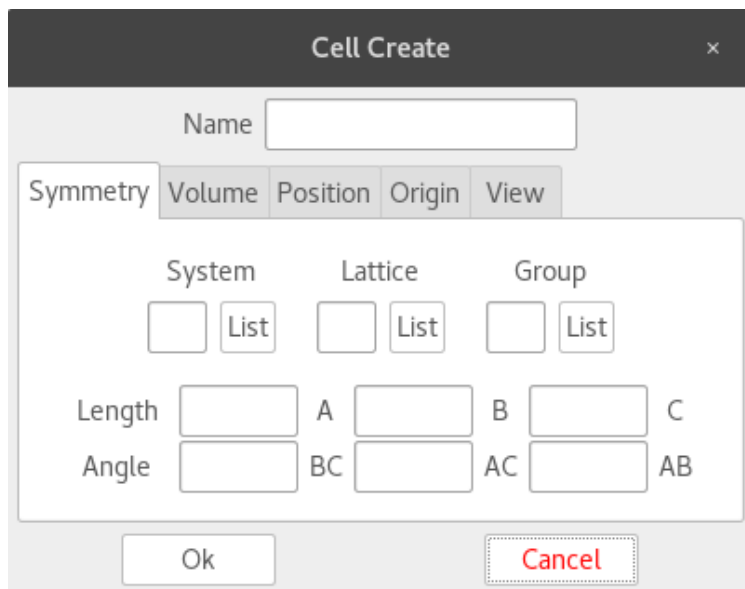 Cell Create ×
Name
Symmetry Volume Position Origin View
System Lattice Group
List List List
Length A B C
Angle BC AC AB
Ok Cancel